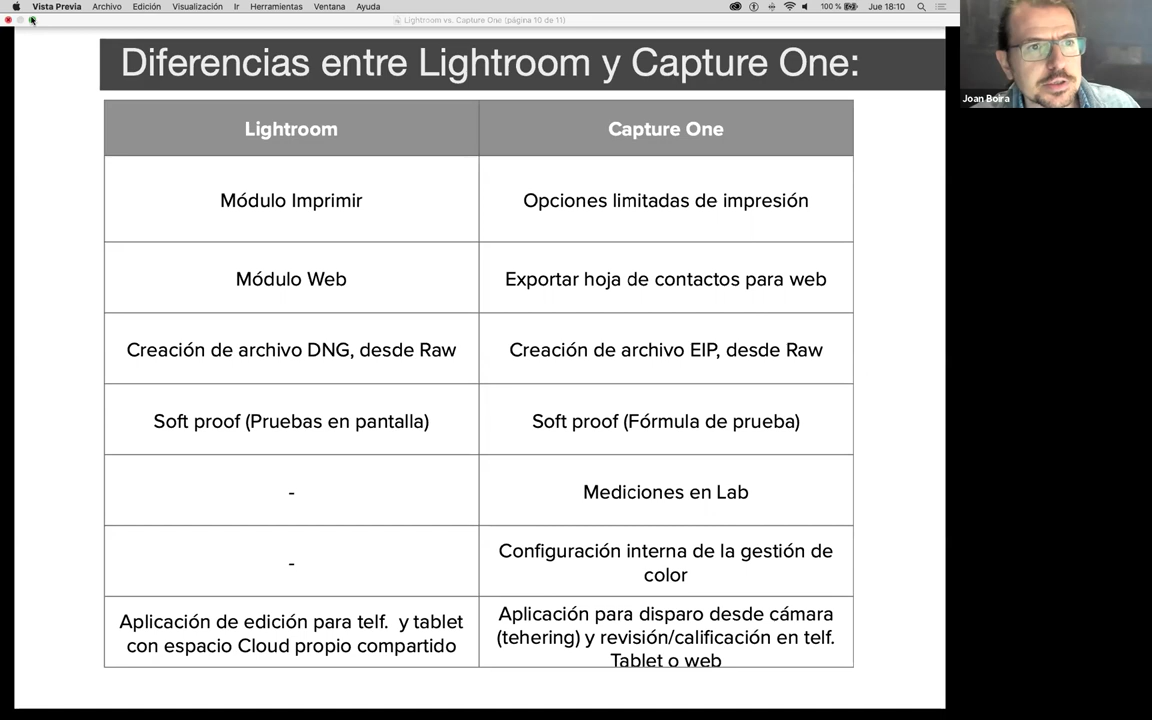 Vista Previa Archivo Edición Visualización Ir Herramientas Ventana Ayuda 100 % Jue 18:10
Lightroom vs. Capture One (página 10 de 11)
Diferencias entre Lightroom y Capture One:
Lightroom Capture One
Módulo Imprimir Opciones limitadas de impresión
Módulo Web Exportar hoja de contactos para web
Creación de archivo DNG, desde Raw Creación de archivo EIP, desde Raw
Soft proof (Pruebas en pantalla) Soft proof (Fórmula de prueba)
- Mediciones en Lab
- Configuración interna de la gestión de
color
Aplicación de edición para telf. y tablet
con espacio Cloud propio compartido
Aplicación para disparo desde cámara
(tehering) y revisión/calificación en telf.
Tablet o web
Joan Boira